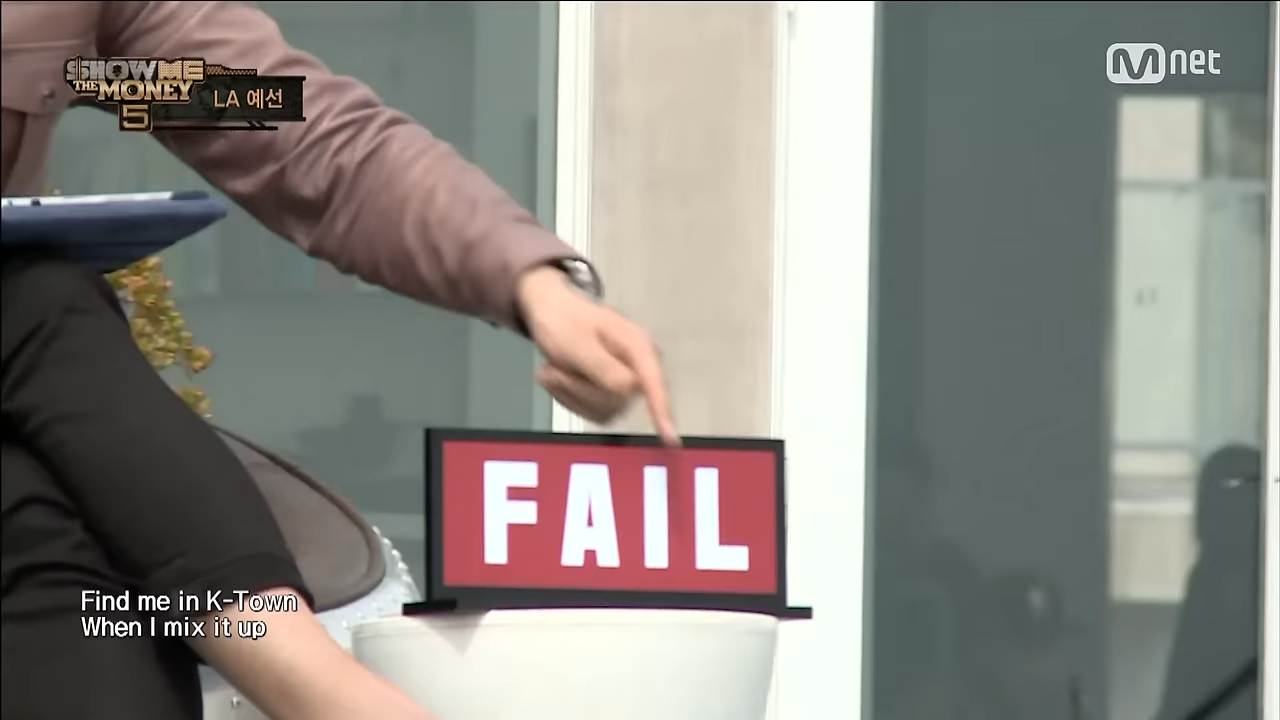 SHOW ME
THE MONEY
5
LA 예선
Mnet
FAIL
Find me in K-Town
When I mix it up